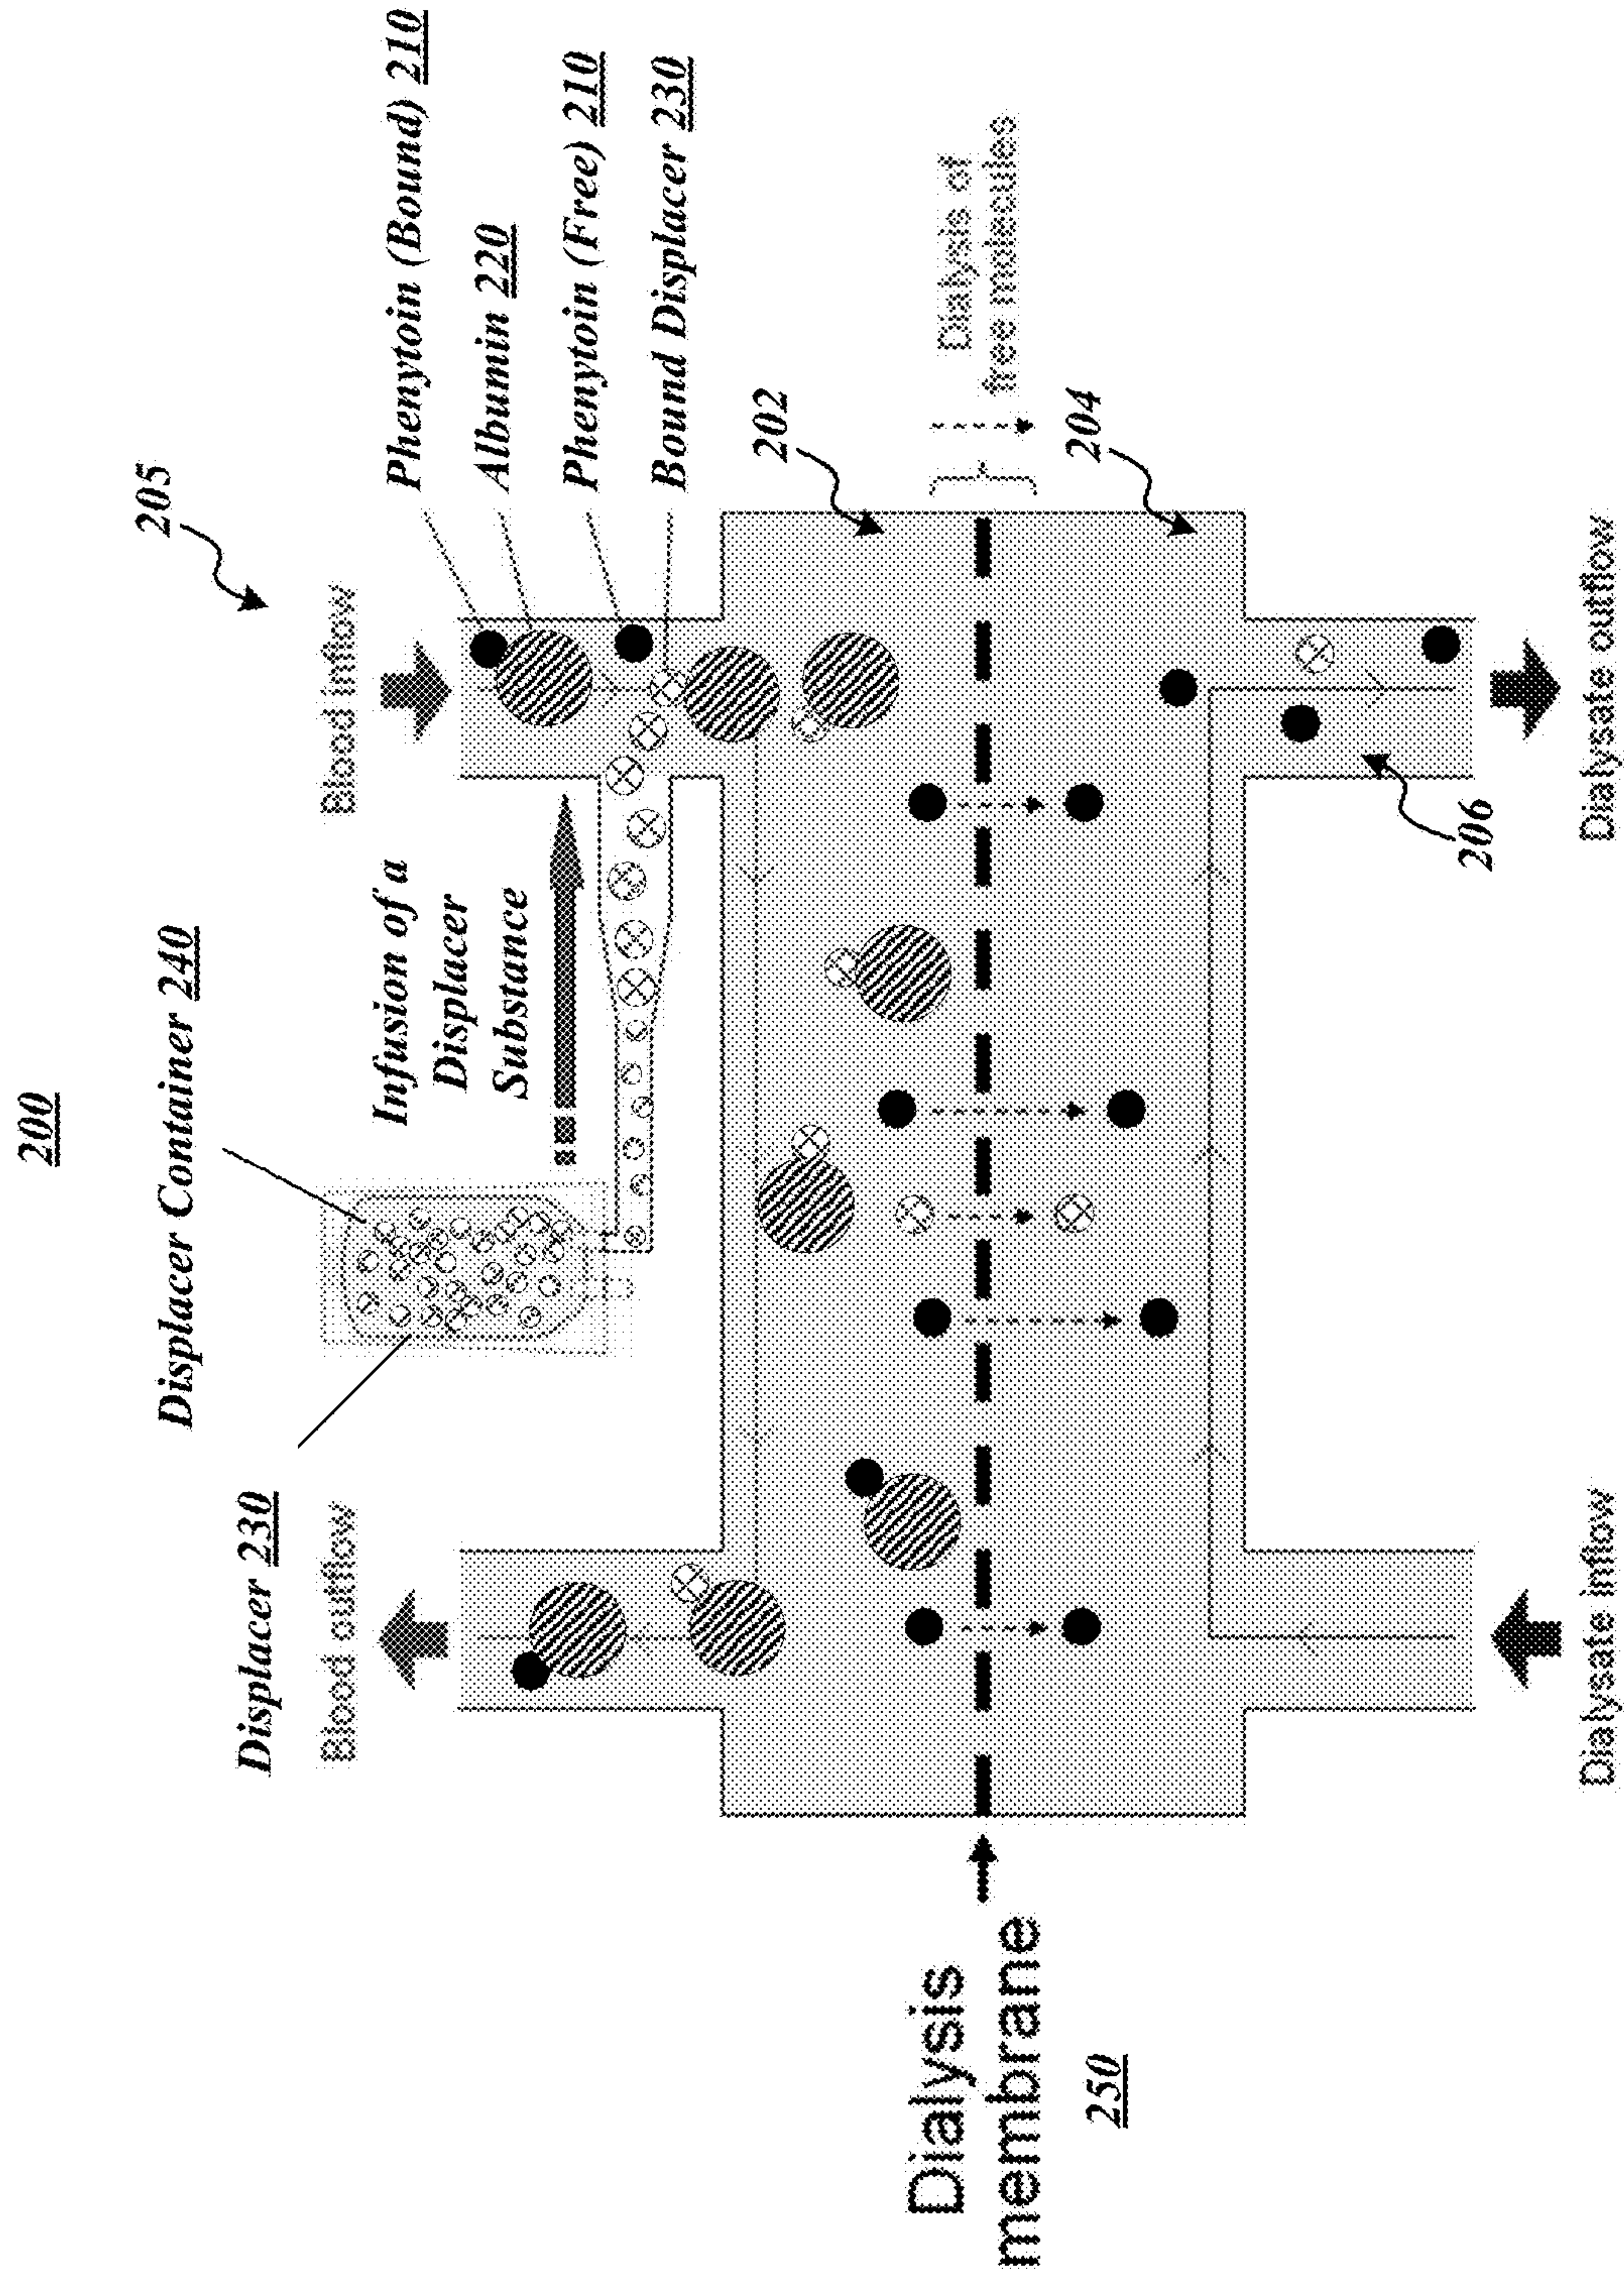 200
Displacer Container 240
Displacer 230
205
Blood outflow
Blood inflow
Infusion of a
Displacer
Substance
Phenytoin (Bound) 210
Albumin 220
Phenytoin (Free) 210
Bound Displacer 230
202
Dialysis of
free molecules
204
Dialysis
membrane
250
206
Dialysate inflow
Dialysate outflow